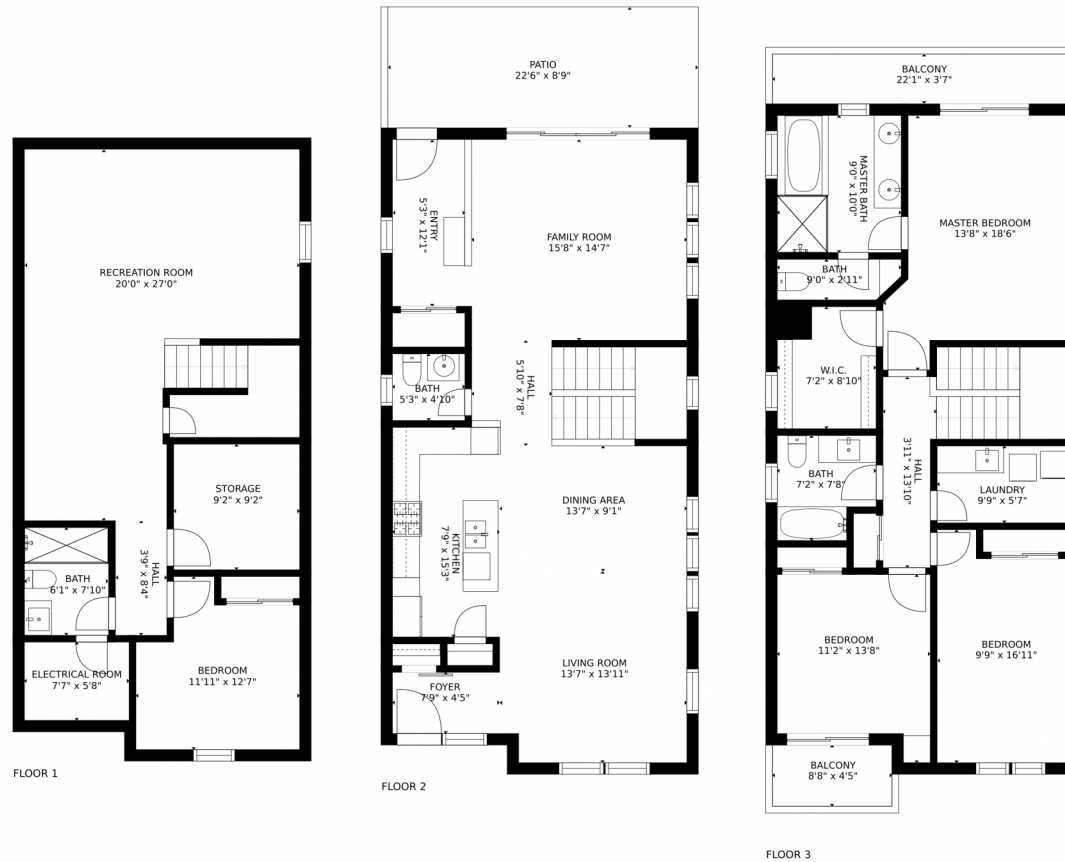 RECREATION ROOM
20'0" x 27'0"
STORAGE
9'2" x 9'2"
HALL
3'9" x 8'4"
BATH
6'1" x 7'10"
ELECTRICAL ROOM
7'7" x 5'8"
BEDROOM
11'11" x 12'7"
FLOOR 1
PATIO
22'6" x 8'9"
ENTRY
5'3" x 12'1"
FAMILY ROOM
15'8" x 14'7"
BATH
5'3" x 4'10"
HALL
5'10" x 7'8"
DINING AREA
13'7" x 9'1"
KITCHEN
7'9" x 15'3"
LIVING ROOM
13'7" x 13'11"
FOYER
7'9" x 4'5"
FLOOR 2
BALCONY
22'1" x 3'7"
MASTER BATH
9'0" x 10'0"
MASTER BEDROOM
13'8" x 18'6"
BATH
9'0" x 2'11"
W.I.C.
7'2" x 8'10"
BATH
7'2" x 7'8"
HALL
3'11" x 13'10"
LAUNDRY
9'9" x 5'7"
BEDROOM
11'2" x 13'8"
BEDROOM
9'9" x 16'11"
BALCONY
8'8" x 4'5"
FLOOR 3